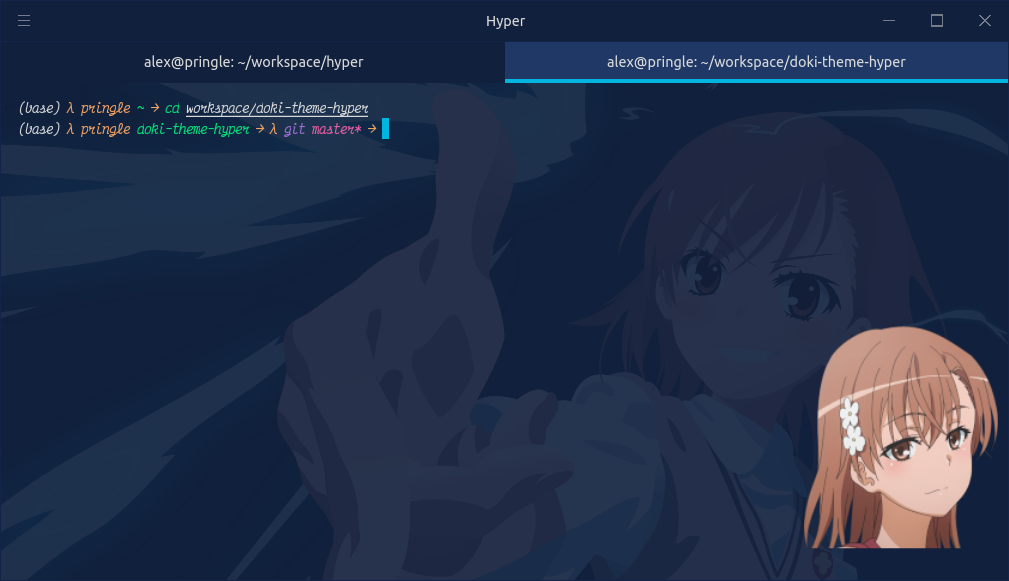 Hyper
alex@pringle: ~/workspace/hyper
alex@pringle: ~/workspace/doki-theme-hyper
(base) λ pringle ~ → cd workspace/doki-theme-hyper
(base) λ pringle doki-theme-hyper → λ git master* →